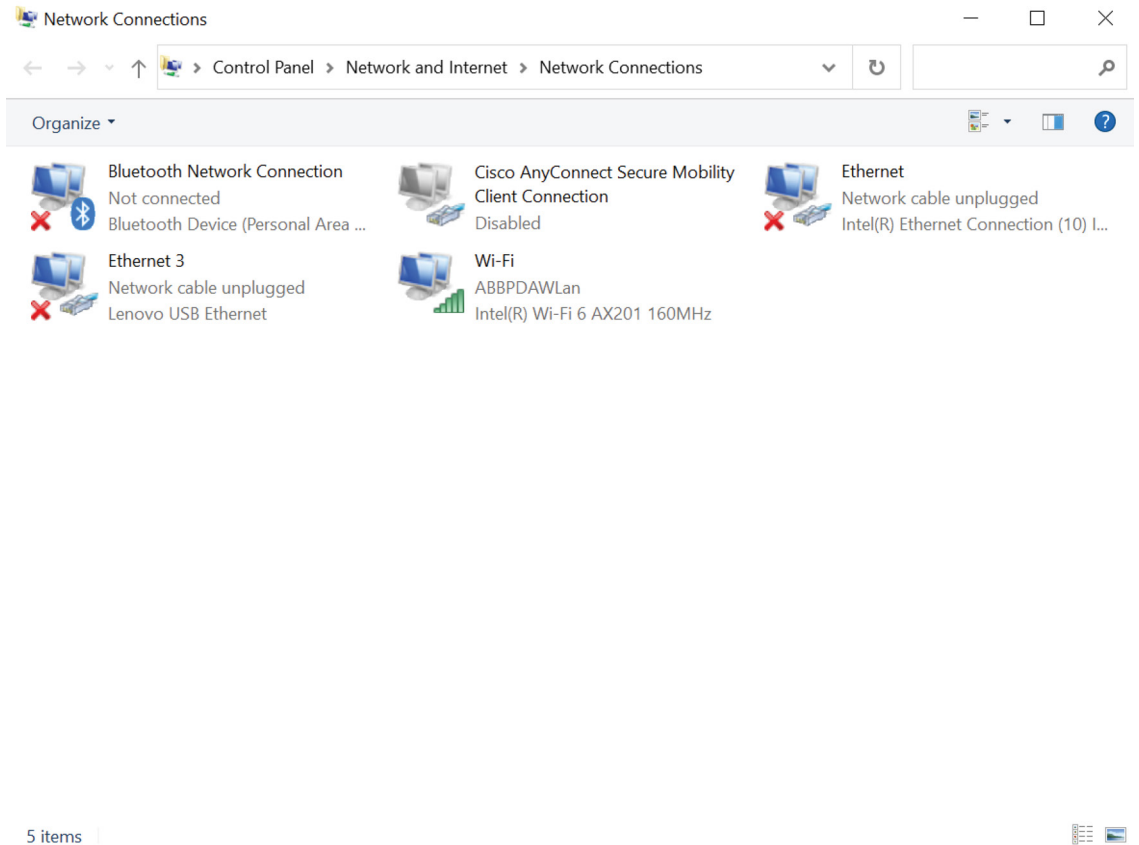 Network Connections
Control Panel > Network and Internet > Network Connections
Organize
Bluetooth Network Connection
Not connected
Bluetooth Device (Personal Area ...
Cisco AnyConnect Secure Mobility
Client Connection
Disabled
Ethernet
Network cable unplugged
Intel(R) Ethernet Connection (10) I...
Ethernet 3
Network cable unplugged
Lenovo USB Ethernet
Wi-Fi
ABBPDAWLan
Intel(R) Wi-Fi 6 AX201 160MHz
5 items